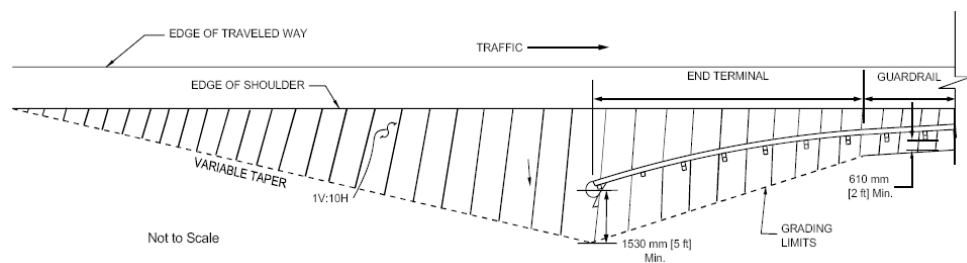 EDGE OF TRAVELED WAY
TRAFFIC
END TERMINAL
GUARDRAIL
EDGE OF SHOULDER
VARIABLE TAPER
1V:10H
610 mm
[2 ft] Min.
1530 mm [5 ft]
Min.
GRADING
LIMITS
Not to Scale